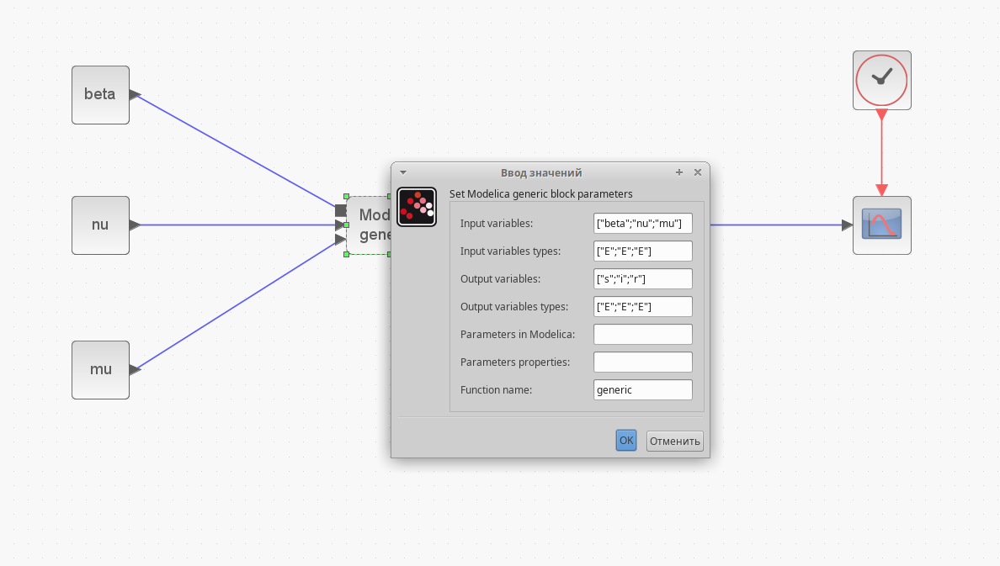 beta
nu
mu
Mod
gene
Ввод значений
Set Modelica generic block parameters
Input variables: ["beta";"nu";"mu"]
Input variables types: ["E";"E";"E"]
Output variables: ["s";"i";"r"]
Output variables types: ["E";"E";"E"]
Parameters in Modelica:
Parameters properties:
Function name: generic
OK Отменить